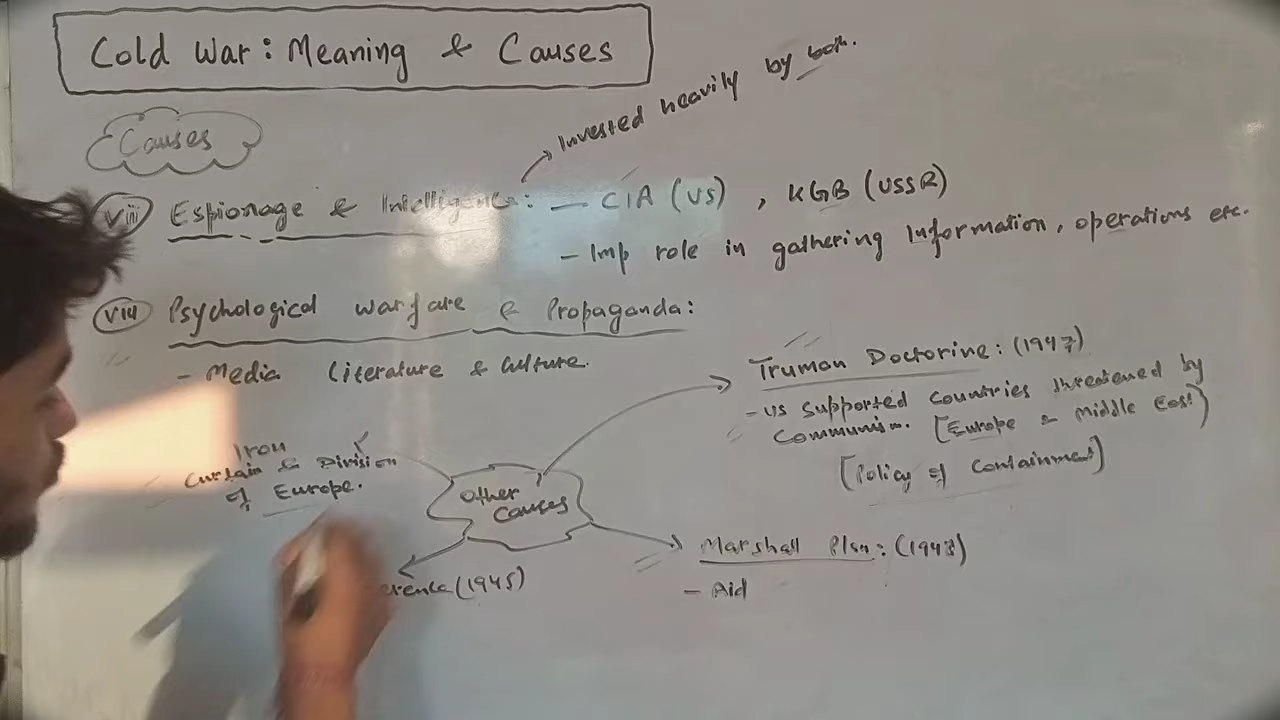 Cold War: Meaning & Causes
Causes
Invested heavily by both.
viii Espionage & Intelligence: - CIA (US), KGB (USSR)
- Imp role in gathering Information, operations etc.
viii Psychological warfare & Propaganda:
- Media Literature & Culture.
Truman Doctorine: (1947)
- US supported countries threatened by
Communism. [Europe & Middle East]
[Policy of Containment]
Iron
Curtain & Division
of Europe.
Other
Causes
Marshall Plan: (1948)
- Aid
(1945)